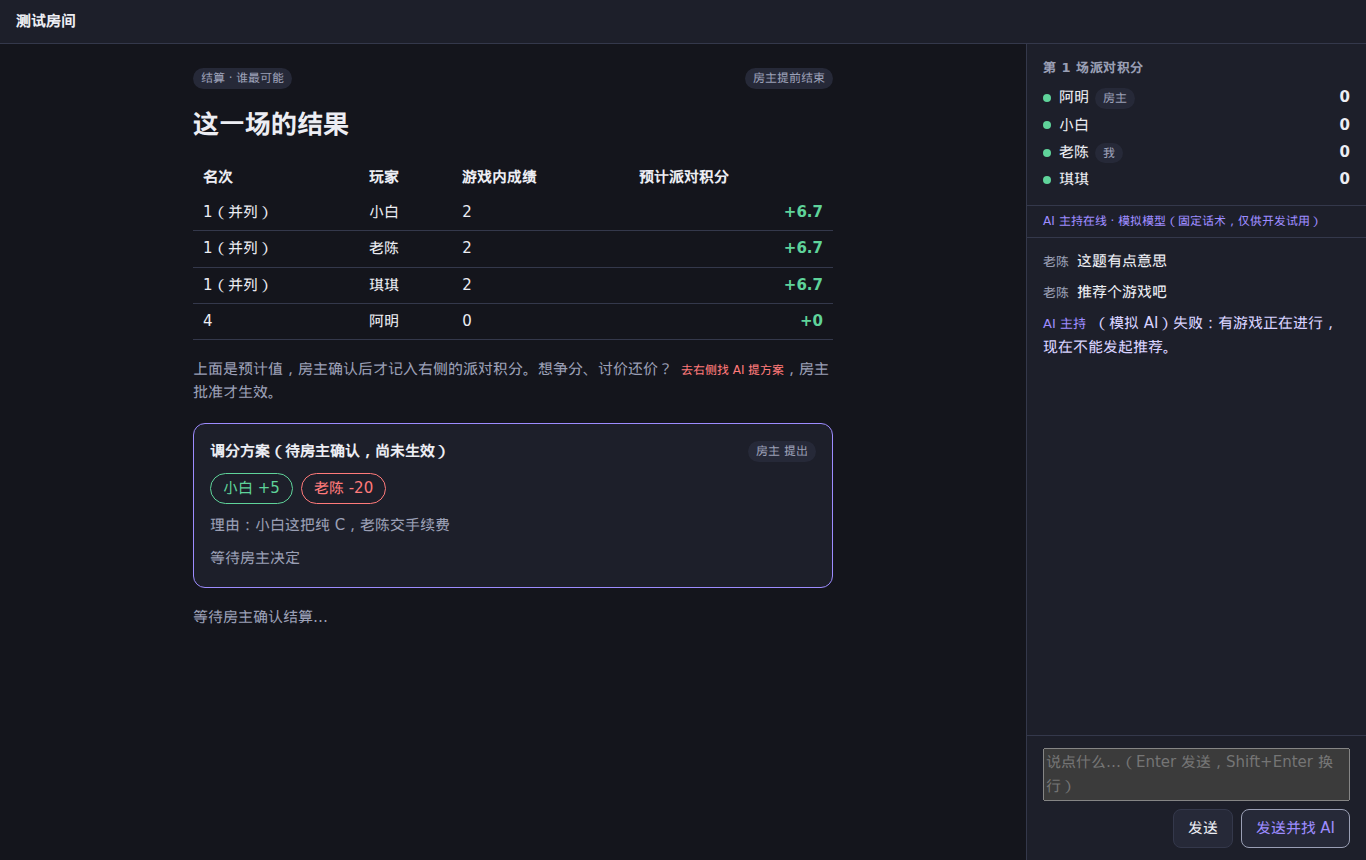 测试房间
结算 · 谁最可能
房主提前结束
这一场的结果
名次 玩家 游戏内成绩 预计派对积分
1（并列） 小白 2 +6.7
1（并列） 老陈 2 +6.7
1（并列） 琪琪 2 +6.7
4 阿明 0 +0
上面是预计值，房主确认后才记入右侧的派对积分。想争分、讨价还价？ 去右侧找 AI 提方案，房主
批准才生效。
调分方案（待房主确认，尚未生效）
房主 提出
小白 +5 老陈 -20
理由：小白这把纯 C，老陈交手续费
等待房主决定
等待房主确认结算…
第 1 场派对积分
阿明 房主 0
小白 0
老陈 我 0
琪琪 0
AI 主持在线 · 模拟模型（固定话术，仅供开发试用）
老陈 这题有点意思
老陈 推荐个游戏吧
AI 主持 （模拟 AI）失败：有游戏正在进行，
现在不能发起推荐。
说点什么…（Enter 发送，Shift+Enter 换
行）
发送 发送并找 AI